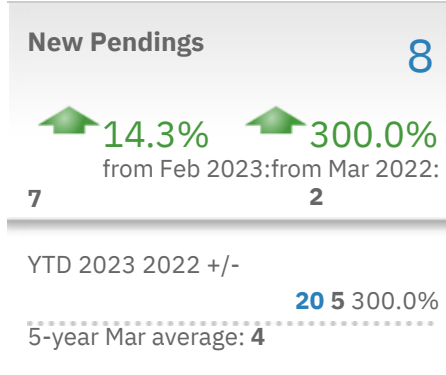 New Pendings
8
14.3% 300.0%
from Feb 2023:from Mar 2022:
7 2
YTD 2023 2022 +/-
20 5 300.0%
5-year Mar average: 4